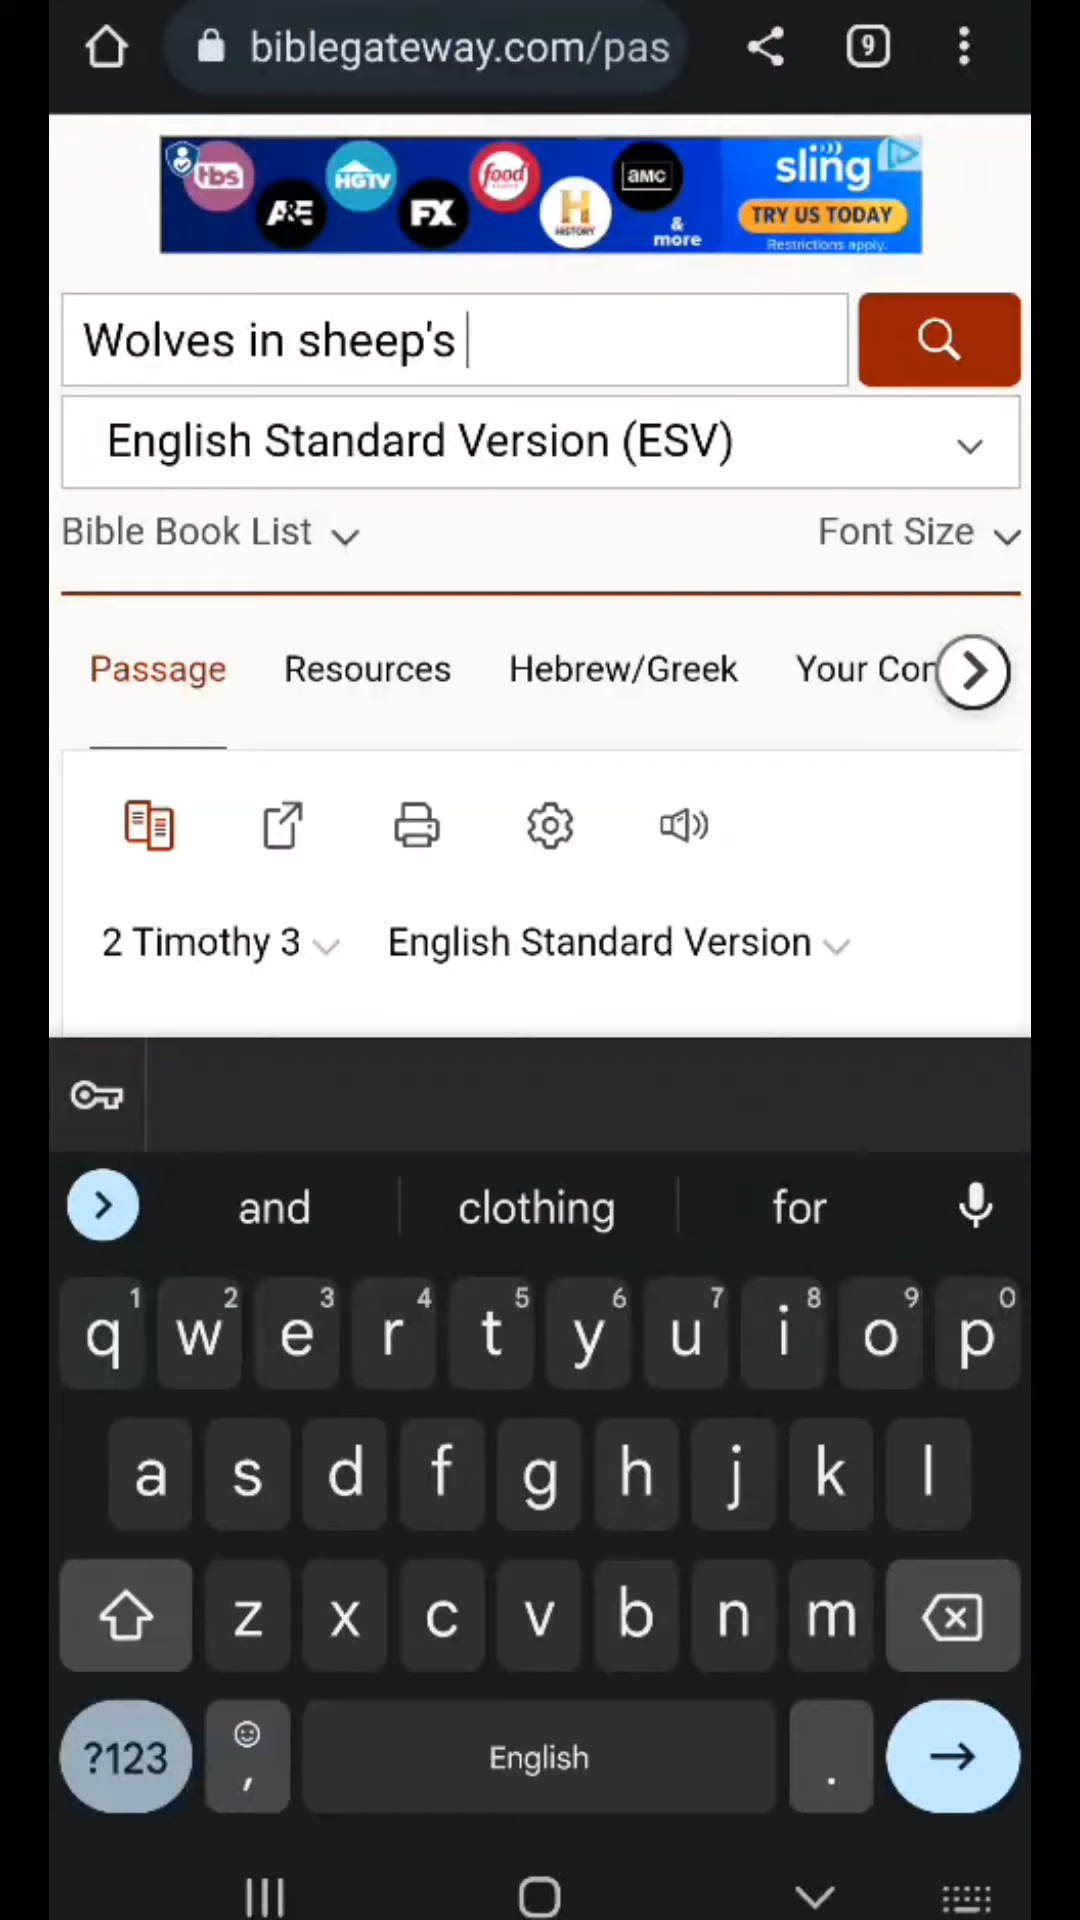 biblegateway.com/pas
9
tbs
A&E
HGTV
FX
food
H
HISTORY
aMC
&
more
sling
TRY US TODAY
Restrictions apply.
Wolves in sheep's
English Standard Version (ESV)
Bible Book List
Font Size
Passage Resources Hebrew/Greek Your Cor
2 Timothy 3 English Standard Version
and clothing for
1 2 3 4 5 6 7 8 9 0
q w e r t y u i o p
a s d f g h j k l
z x c v b n m
?123 , English .